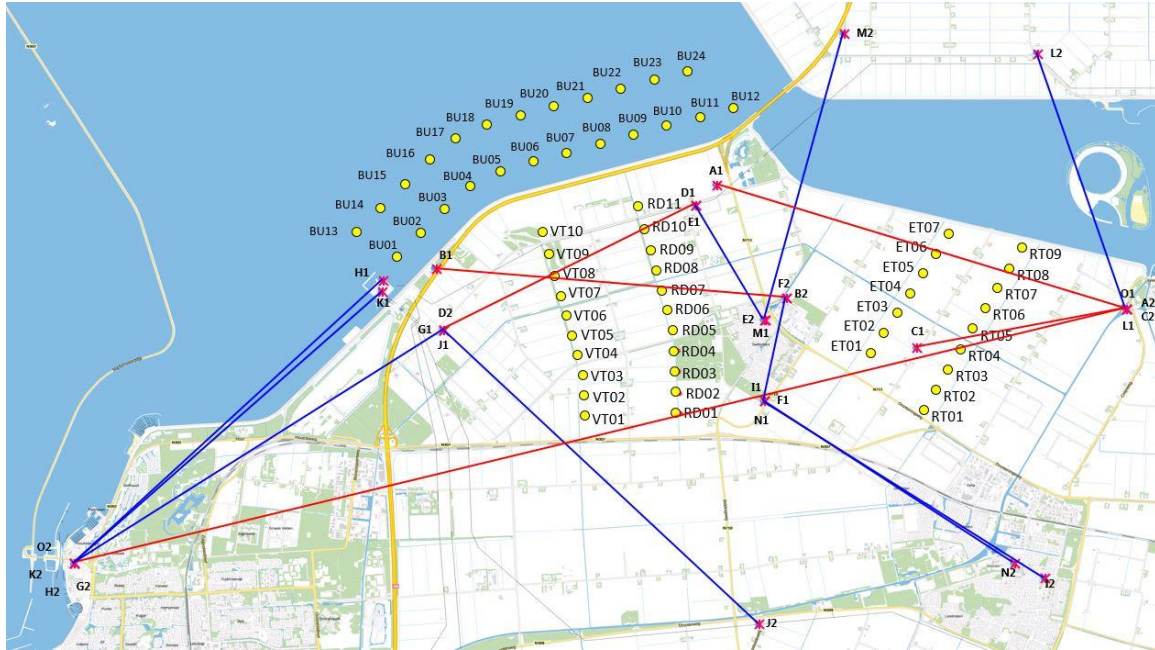 M2
L2
BU24
BU23
BU22
BU21
BU20
BU19
BU18
BU17
BU16
BU15
BU14
BU13
BU12
BU11
BU10
BU09
BU08
BU07
BU06
BU05
BU04
BU03
BU02
BU01
A1
D1
E1
B1
H1
K1
D2
G1
J1
F2
B2
E2
M1
C1
O1
A2
C2
L1
I1
F1
N1
VT10
VT09
VT08
VT07
VT06
VT05
VT04
VT03
VT02
VT01
RD11
RD10
RD09
RD08
RD07
RD06
RD05
RD04
RD03
RD02
RD01
ET07
ET06
ET05
ET04
ET03
ET02
ET01
RT09
RT08
RT07
RT06
RT05
RT04
RT03
RT02
RT01
O2
K2
H2
G2
N2
I2
J2